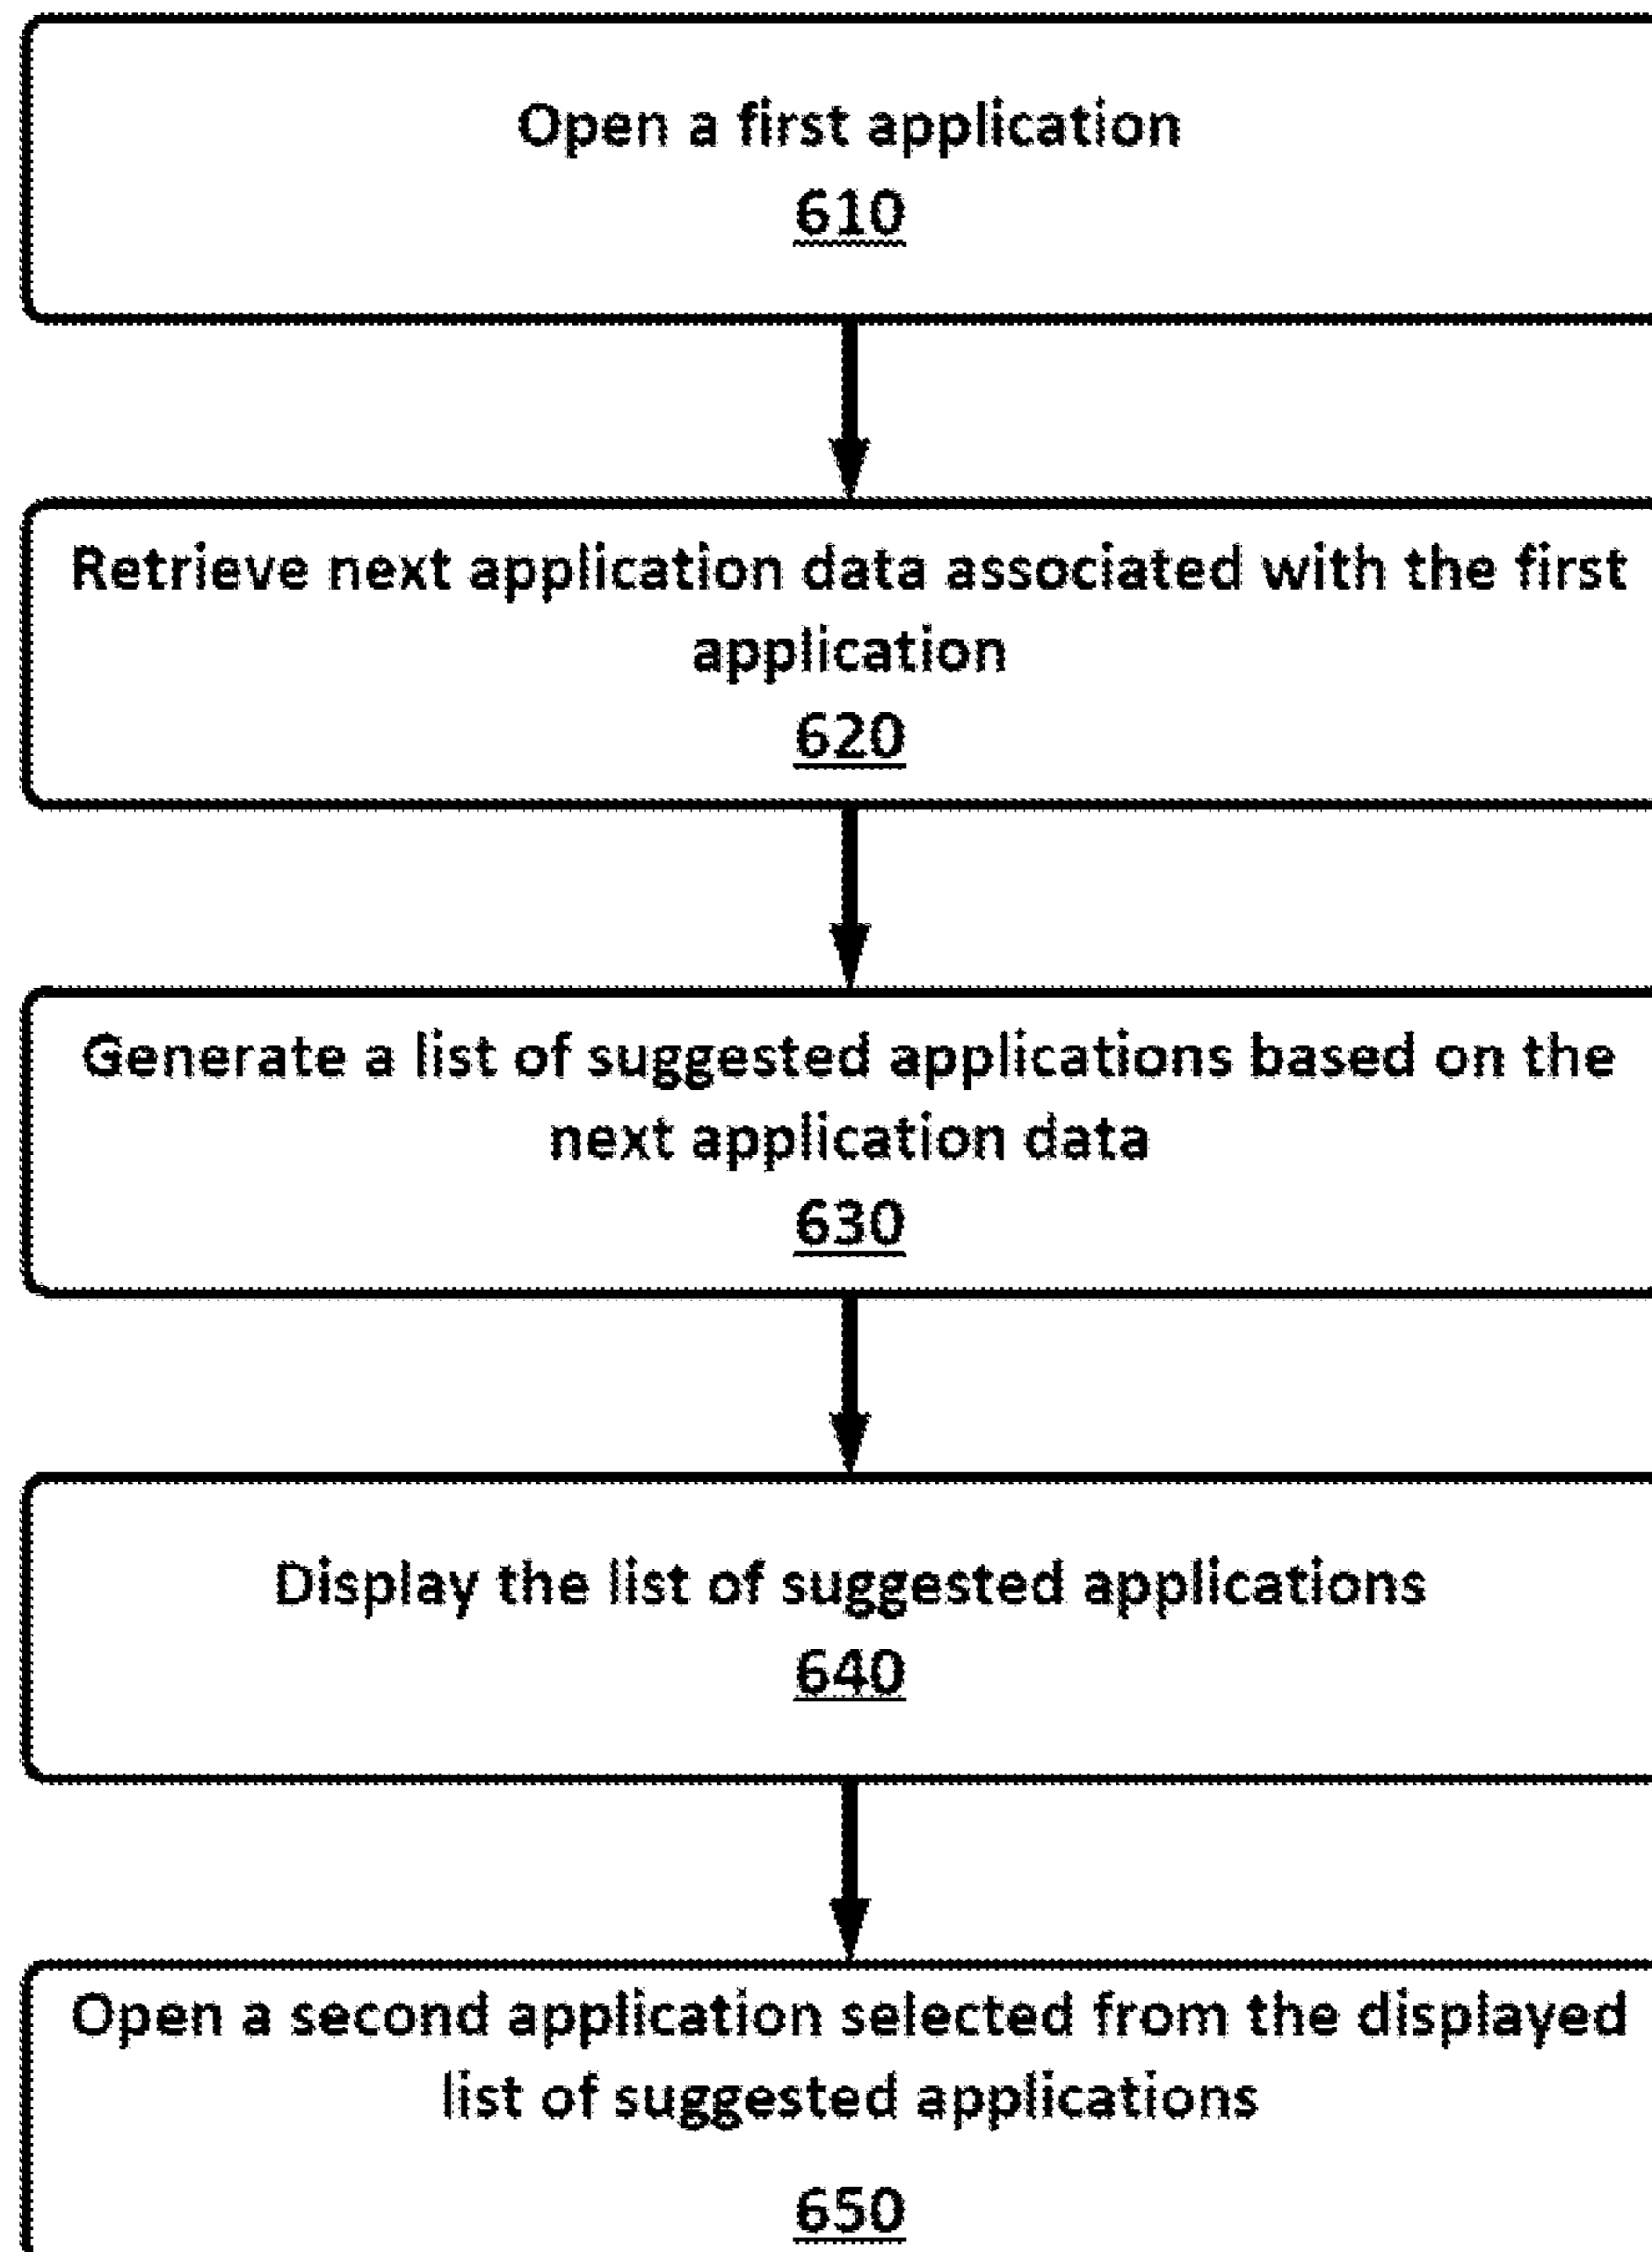 Open a first application
610
Retrieve next application data associated with the first
application
620
Generate a list of suggested applications based on the
next application data
630
Display the list of suggested applications
640
Open a second application selected from the displayed
list of suggested applications
650